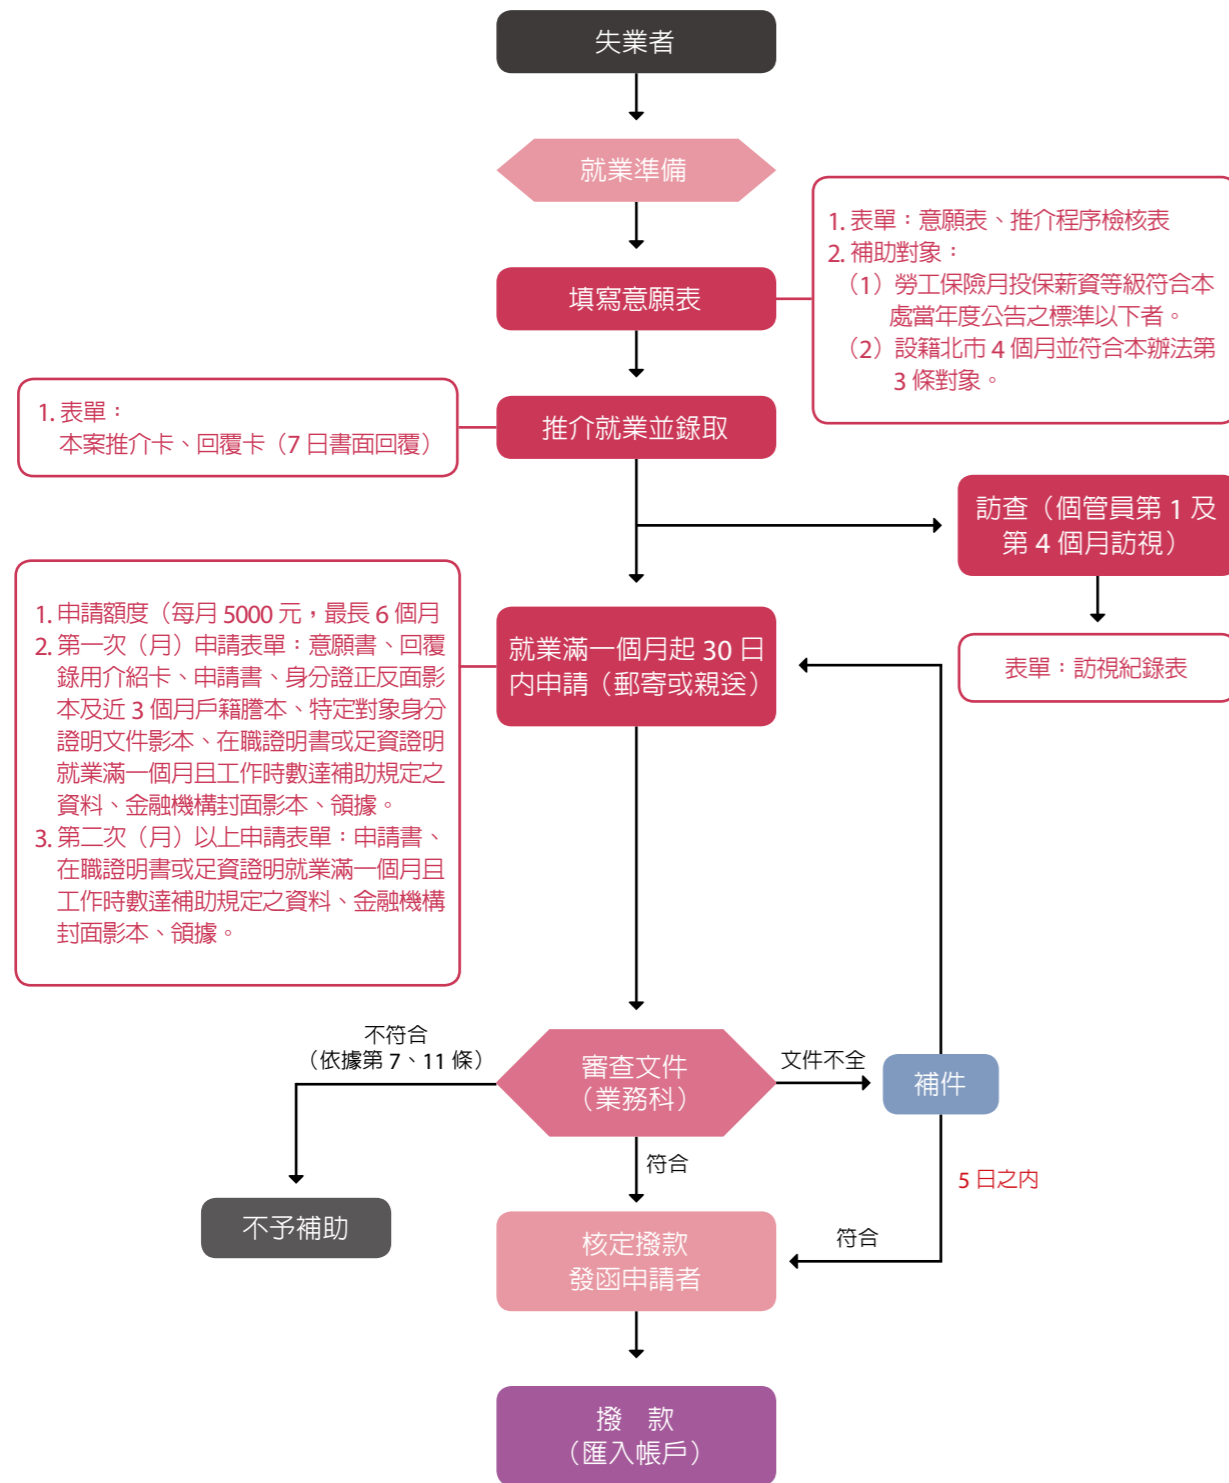 失業者
就業準備
填寫意願表
1. 表單：意願表、推介程序檢核表
2. 補助對象：
（1）勞工保險月投保薪資等級符合本
處當年度公告之標準以下者。
（2）設籍北市 4 個月並符合本辦法第
3 條對象。
推介就業並錄取
1. 表單：
本案推介卡、回覆卡（7 日書面回覆）
訪查（個管員第 1 及
第 4 個月訪視）
表單：訪視紀錄表
就業滿一個月起 30 日
內申請（郵寄或親送）
1. 申請額度（每月 5000 元，最長 6 個月
2. 第一次（月）申請表單：意願書、回覆
錄用介紹卡、申請書、身分證正反面影
本及近 3 個月戶籍謄本、特定對象身分
證明文件影本、在職證明書或足資證明
就業滿一個月且工作時數達補助規定之
資料、金融機構封面影本、領據。
3. 第二次（月）以上申請表單：申請書、
在職證明書或足資證明就業滿一個月且
工作時數達補助規定之資料、金融機構
封面影本、領據。
審查文件
（業務科）
不符合
（依據第 7、11 條）
文件不全
補件
符合
5 日之內
不予補助
核定撥款
發函申請者
符合
撥　款
（匯入帳戶）